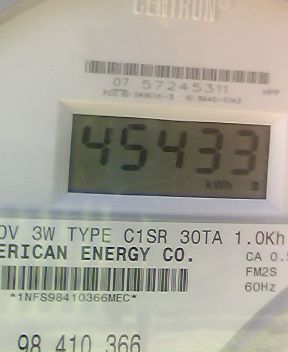 CENTRON®
07 57245311
45433
kWh
0V 3W TYPE C1SR 30TA 1.0Kh
ERICAN ENERGY CO. CA 0.5
FM2S
*1NFS98410366MEC* 60Hz
98 410 366